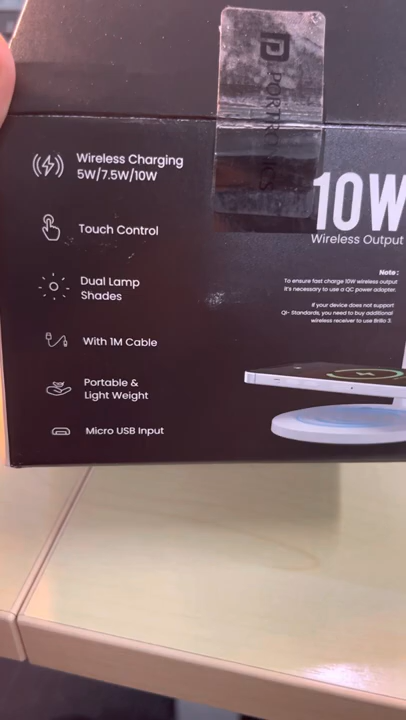 PORTRONICS
Wireless Charging
5W/7.5W/10W
Touch Control
Dual Lamp
Shades
With 1M Cable
Portable &
Light Weight
Micro USB Input
10W
Wireless Output
Note:
To ensure fast charge 10W wireless output
it's necessary to use a QC power adapter.
If your device does not support
Qi- Standards, you need to buy additional
wireless receiver to use Brillo 3.